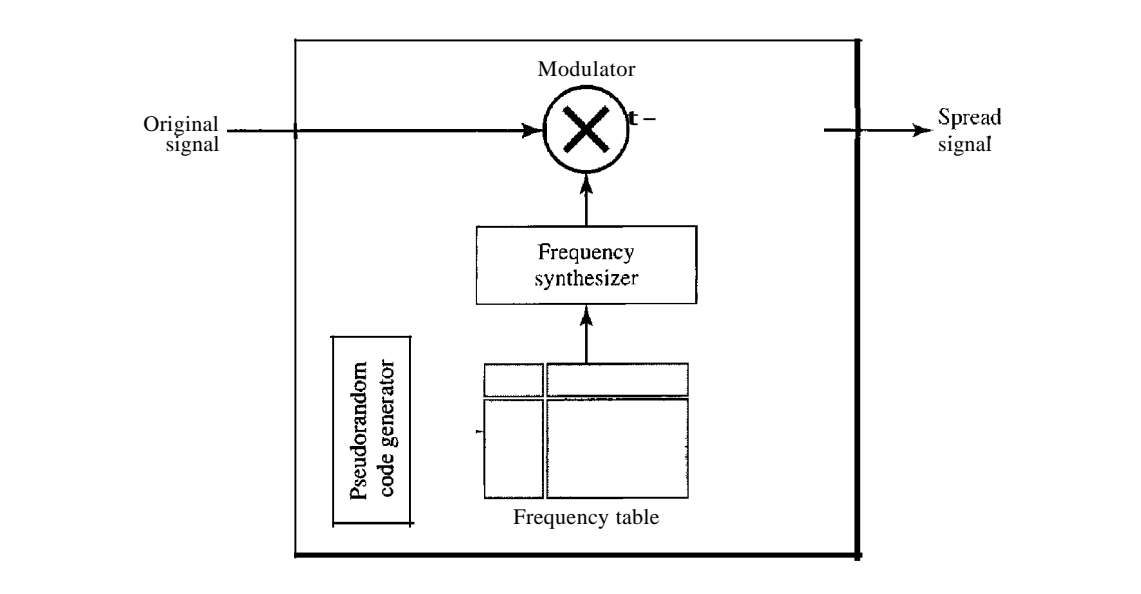 Modulator
Original
signal
t –
Spread
signal
Frequency
synthesizer
Pseudorandom
code generator
Frequency table